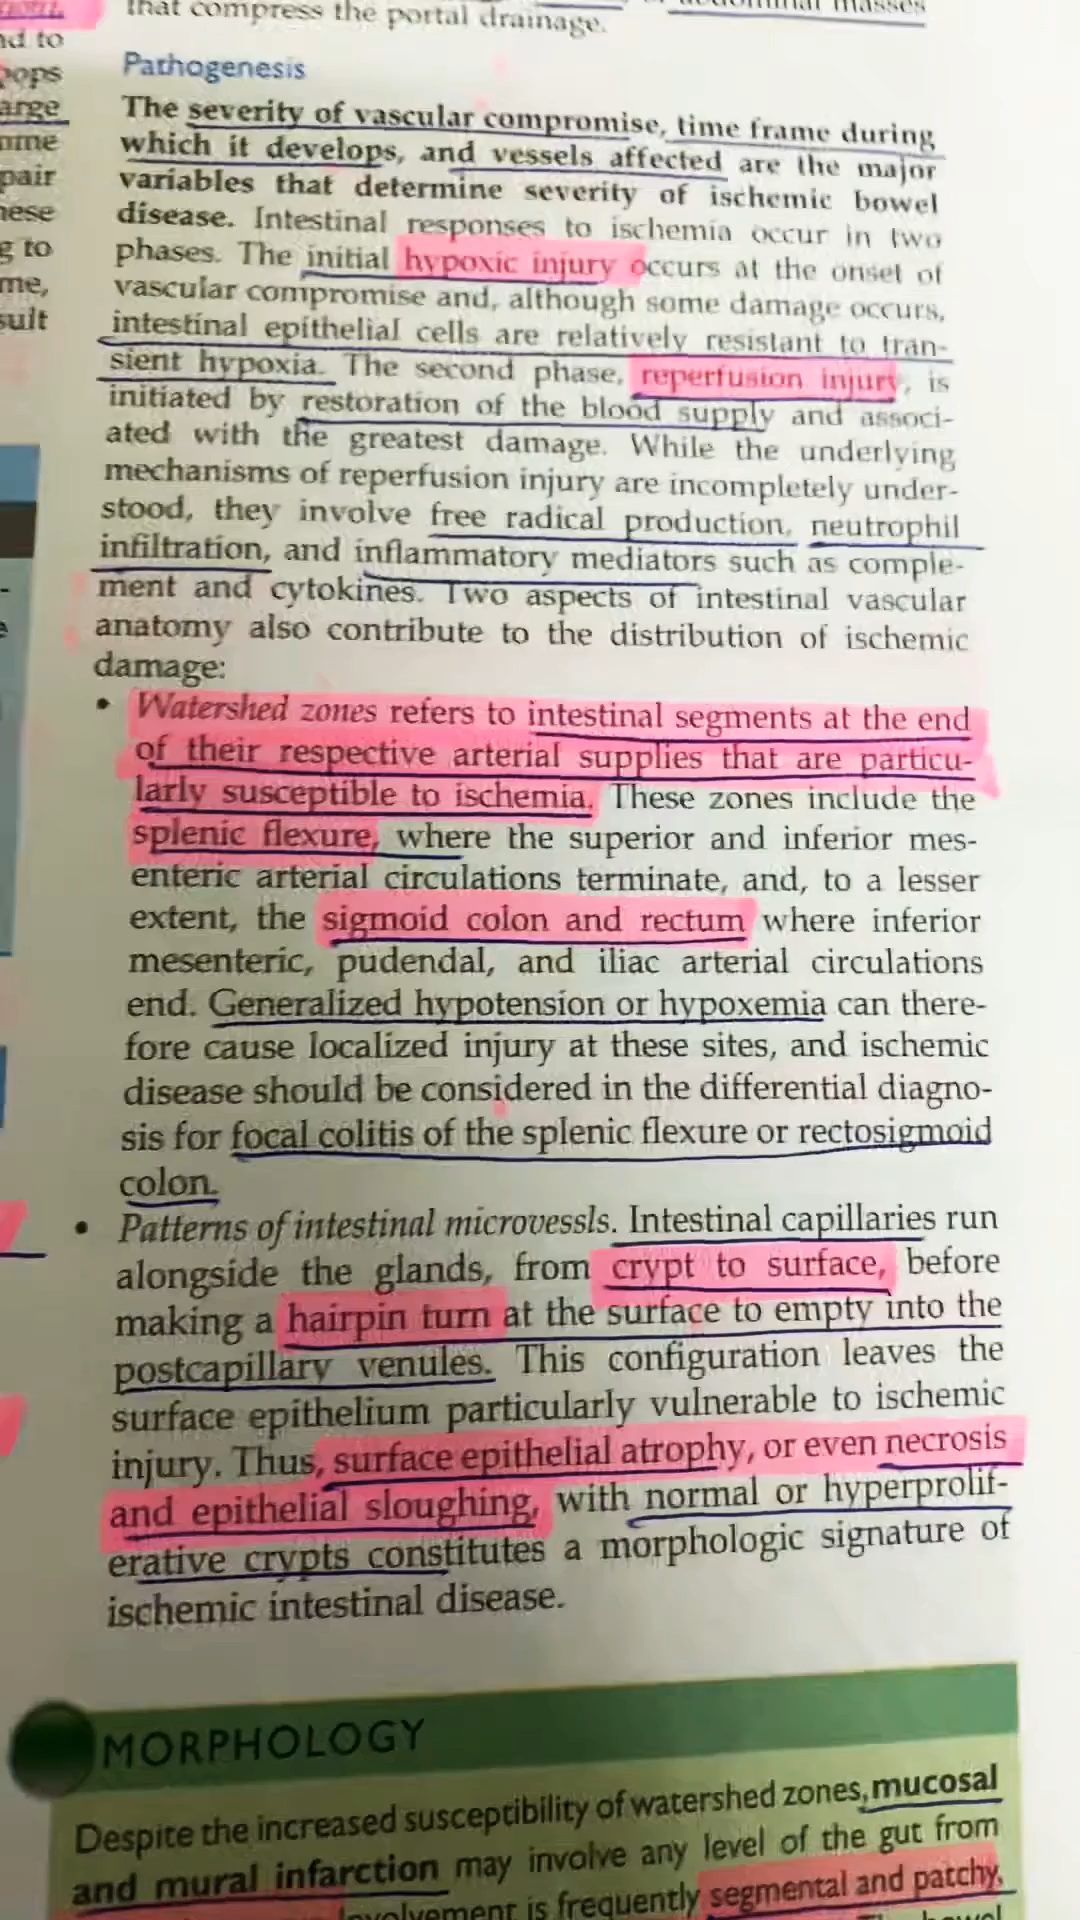 that compress the portal drainage.
masses
nd to
pops
arge
ome
pair
hese
g to
me,
sult
Pathogenesis
The severity of vascular compromise, time frame during
which it develops, and vessels affected are the major
variables that determine severity of ischemic bowel
disease. Intestinal responses to ischemia occur in two
phases. The initial hypoxic injury occurs at the onset of
vascular compromise and, although some damage occurs,
intestinal epithelial cells are relatively resistant to tran-
sient hypoxia. The second phase, reperfusion injury, is
initiated by restoration of the blood supply and associ-
ated with the greatest damage. While the underlying
mechanisms of reperfusion injury are incompletely under-
stood, they involve free radical production, neutrophil
infiltration, and inflammatory mediators such as comple-
ment and cytokines. Two aspects of intestinal vascular
anatomy also contribute to the distribution of ischemic
damage:
• Watershed zones refers to intestinal segments at the end
of their respective arterial supplies that are particu-
larly susceptible to ischemia. These zones include the
splenic flexure, where the superior and inferior mes-
enteric arterial circulations terminate, and, to a lesser
extent, the sigmoid colon and rectum where inferior
mesenteric, pudendal, and iliac arterial circulations
end. Generalized hypotension or hypoxemia can there-
fore cause localized injury at these sites, and ischemic
disease should be considered in the differential diagno-
sis for focal colitis of the splenic flexure or rectosigmoid
colon.
• Patterns of intestinal microvessls. Intestinal capillaries run
alongside the glands, from crypt to surface, before
making a hairpin turn at the surface to empty into the
postcapillary venules. This configuration leaves the
surface epithelium particularly vulnerable to ischemic
injury. Thus, surface epithelial atrophy, or even necrosis
and epithelial sloughing, with normal or hyperprolif-
erative crypts constitutes a morphologic signature of
ischemic intestinal disease.
MORPHOLOGY
Despite the increased susceptibility of watershed zones, mucosal
and mural infarction may involve any level of the gut from
is frequently segmental and patchy,